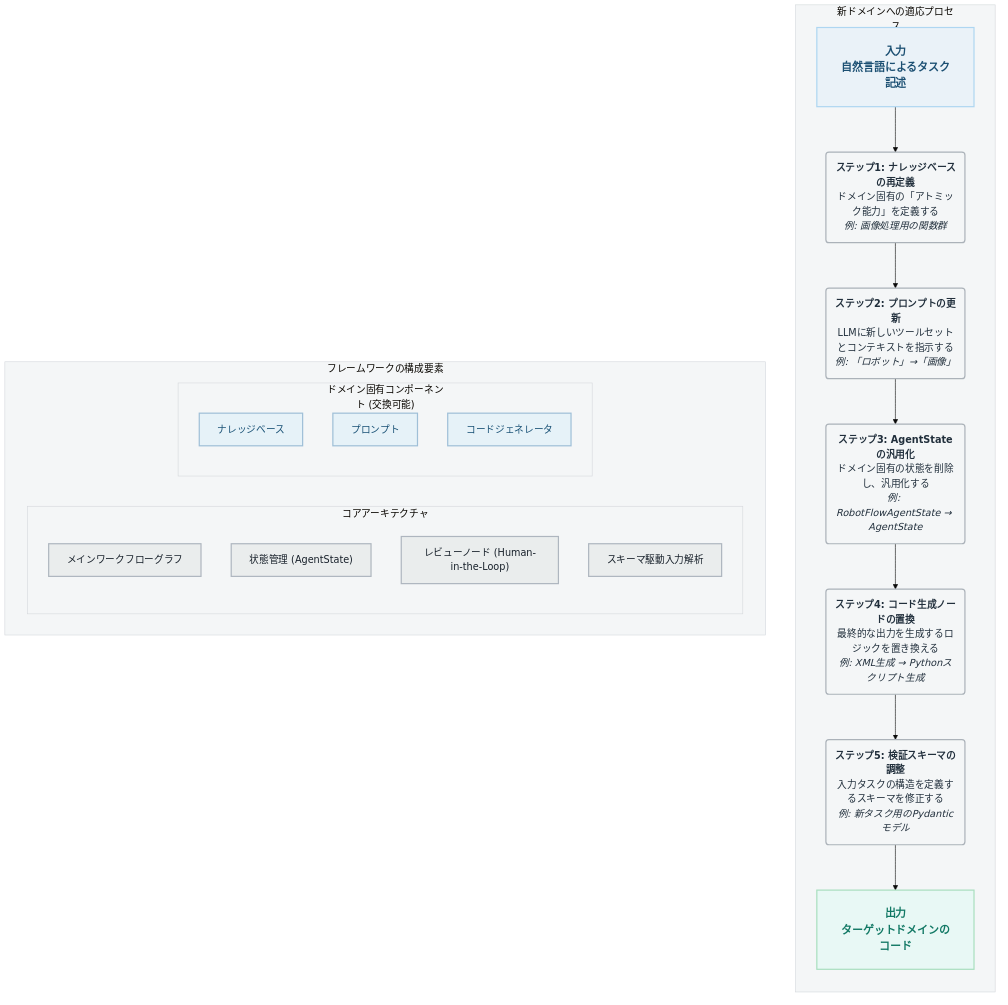 フレームワークの構成要素
ドメイン固有コンポーネン
ト (交換可能)
ナレッジベース
プロンプト
コードジェネレータ
コアアーキテクチャ
メインワークフローグラフ
状態管理 (AgentState)
レビューノード (Human-
in-the-Loop)
スキーマ駆動入力解析
新ドメインへの適応プロセ
ス
入力
自然言語によるタスク
記述
ステップ1: ナレッジベース
の再定義
ドメイン固有の「アトミッ
ク能力」を定義する
例: 画像処理用の関数群
ステップ2: プロンプトの更
新
LLMに新しいツールセット
とコンテキストを指示する
例: 「ロボット」→「画像」
ステップ3: AgentState
の汎用化
ドメイン固有の状態を削除
し、汎用化する
例:
RobotFlowAgentState →
AgentState
ステップ4: コード生成ノー
ドの置換
最終的な出力を生成するロ
ジックを置き換える
例: XML生成 → Pythonス
クリプト生成
ステップ5: 検証スキーマの
調整
入力タスクの構造を定義す
るスキーマを修正する
例: 新タスク用のPydantic
モデル
出力
ターゲットドメインの
コード